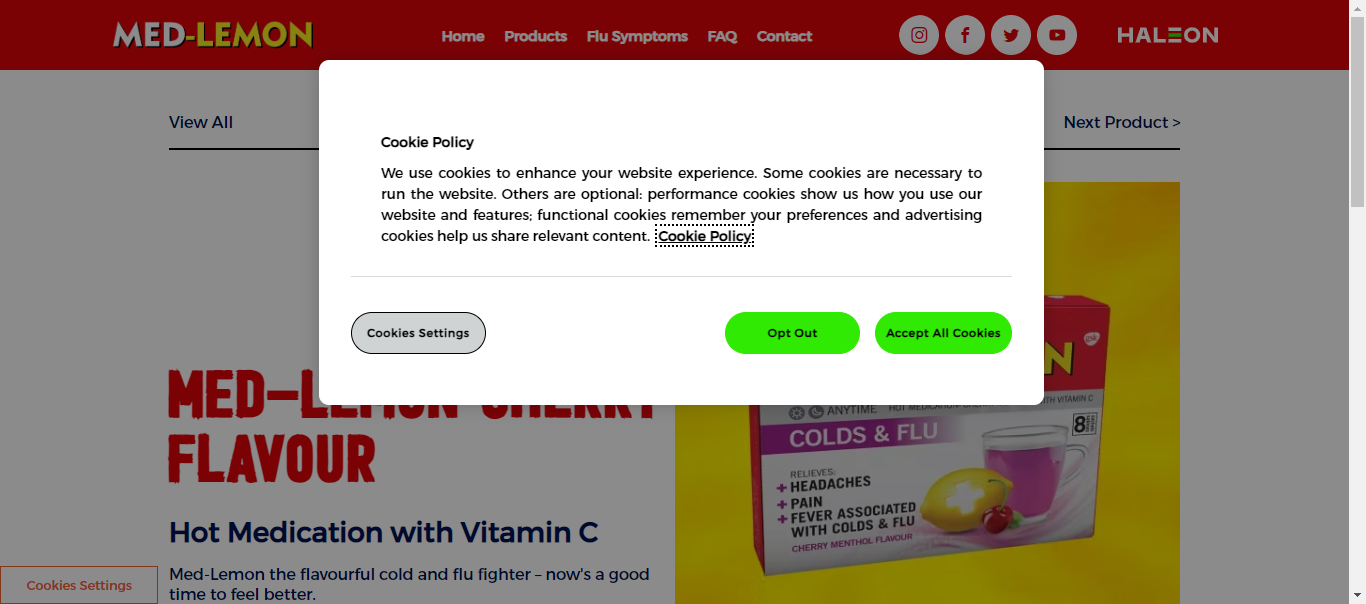 MED-LEMON
Home Products Flu Symptoms FAQ Contact
HALEON
View All
Next Product >
Cookie Policy
We use cookies to enhance your website experience. Some cookies are necessary to
run the website. Others are optional: performance cookies show us how you use our
website and features; functional cookies remember your preferences and advertising
cookies help us share relevant content. Cookie Policy
Cookies Settings
Opt Out
Accept All Cookies
MED-LEMON CHERRY
FLAVOUR
Hot Medication with Vitamin C
Med-Lemon the flavourful cold and flu fighter – now's a good
time to feel better.
Cookies Settings
gsk
ON
ANYTIME
WITH VITAMIN C
8
COLDS & FLU
RELIEVES:
+ HEADACHES
+ PAIN
+ FEVER ASSOCIATED
WITH COLDS & FLU
CHERRY MENTHOL FLAVOUR